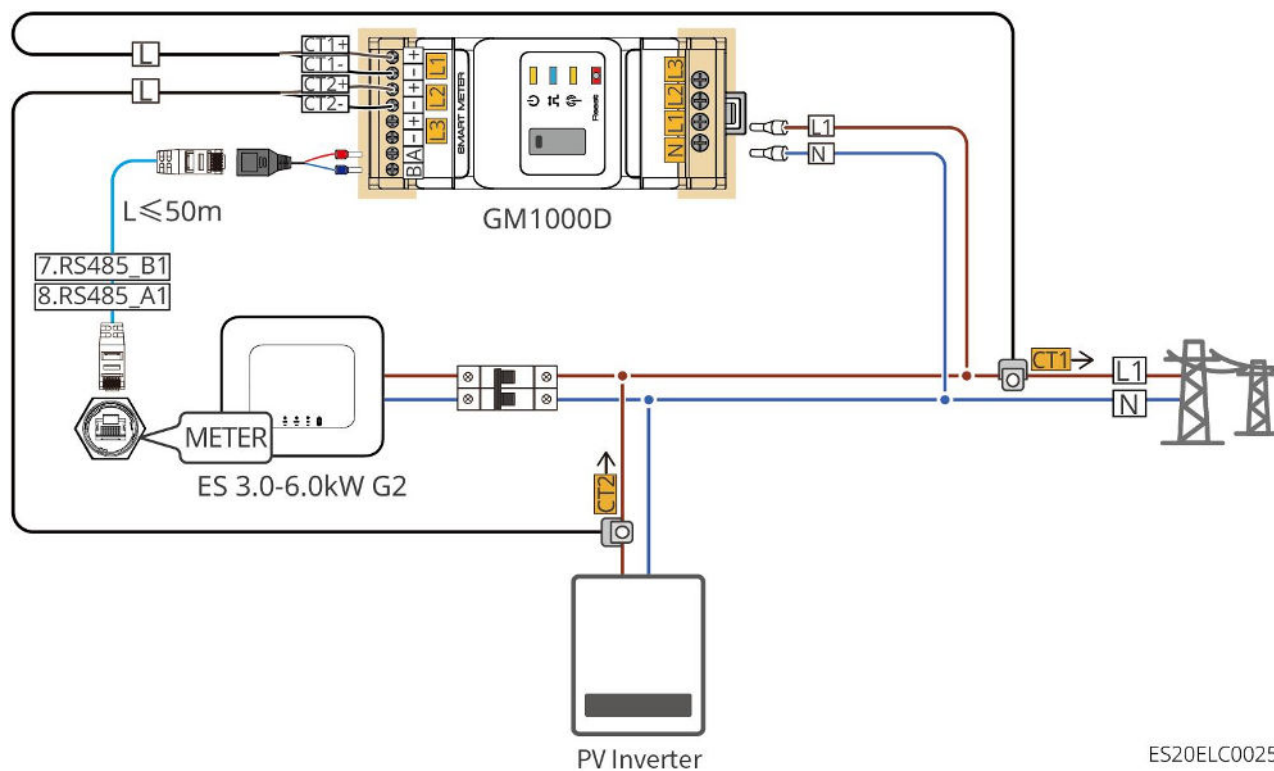 L
CT1+
CT1-
CT2+
CT2-
L
+
-
+
-
+
-
A
B
L1
L2
L3
SMART METER
Reset
L3
L2
L1
N
L1
N
GM1000D
L≤50m
7.RS485_B1
8.RS485_A1
METER
ES 3.0-6.0kW G2
CT1
L1
N
CT2
PV Inverter
ES20ELC0025